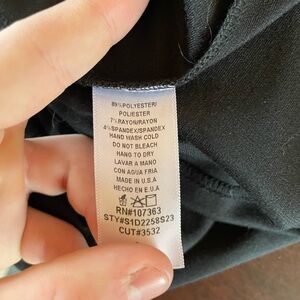 89%POLYESTER/
POLIESTER
7%RAYON/RAYON
4%SPANDEX/SPANDEX
HAND WASH COLD
DO NOT BLEACH
HANG TO DRY
LAVAR A MANO
CON AGUA FRIA
MADE IN U.S.A
HECHO EN E.U.A
RN#107363
STY#S1D2258S23
CUT#3532